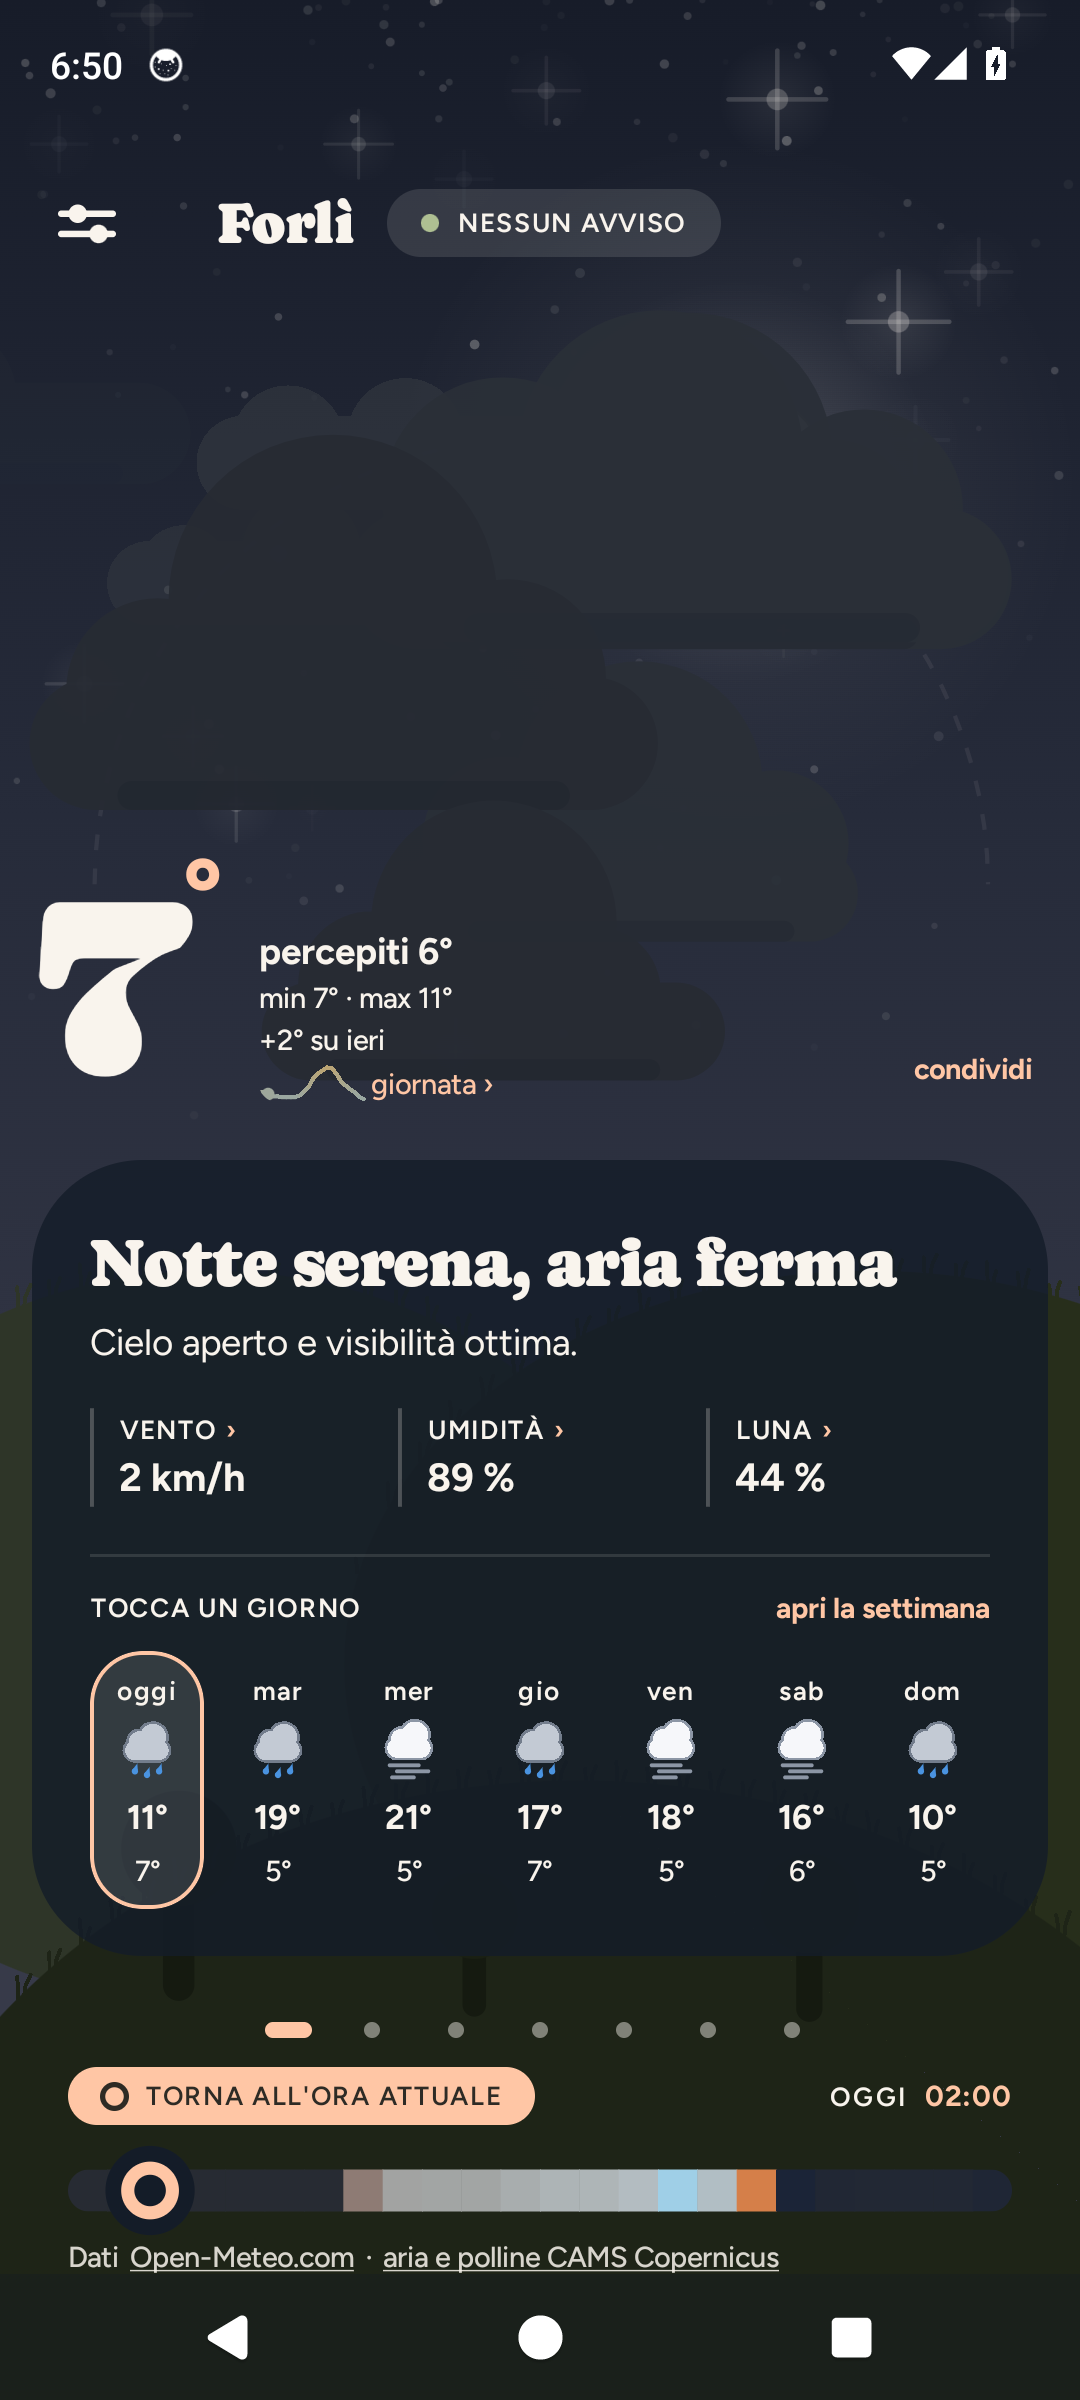 6:50
Forlì
NESSUN AVVISO
7°
percepiti 6°
min 7° · max 11°
+2° su ieri
giornata ›
condividi
Notte serena, aria ferma
Cielo aperto e visibilità ottima.
VENTO › UMIDITÀ › LUNA ›
2 km/h 89 % 44 %
TOCCA UN GIORNO apri la settimana
oggi mar mer gio ven sab dom
11° 19° 21° 17° 18° 16° 10°
7° 5° 5° 7° 5° 6° 5°
TORNA ALL'ORA ATTUALE OGGI 02:00
Dati Open-Meteo.com · aria e polline CAMS Copernicus